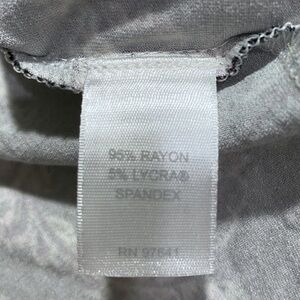 95% RAYON
5% LYCRA®
SPANDEX
RN 97841